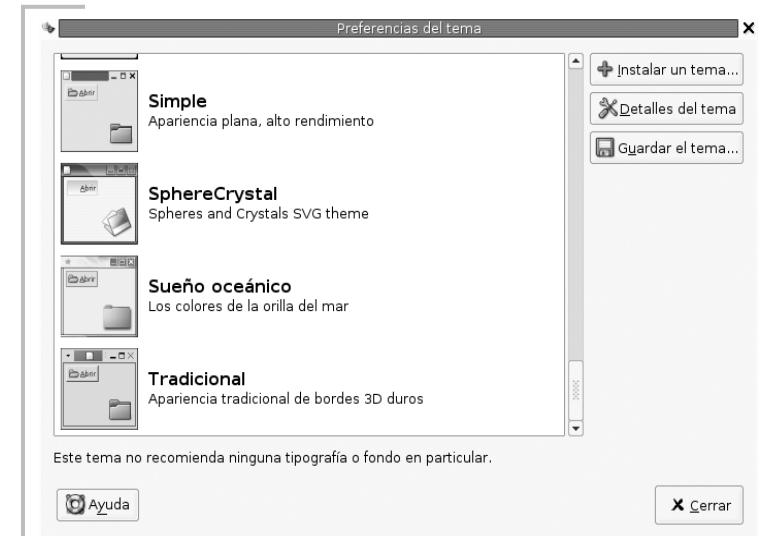 Preferencias del tema
Abrir
Simple
Apariencia plana, alto rendimiento
Abrir
SphereCrystal
Spheres and Crystals SVG theme
Abrir
Sueño oceánico
Los colores de la orilla del mar
Abrir
Tradicional
Apariencia tradicional de bordes 3D duros
Instalar un tema...
Detalles del tema
Guardar el tema...
Este tema no recomienda ninguna tipografía o fondo en particular.
Ayuda
Cerrar